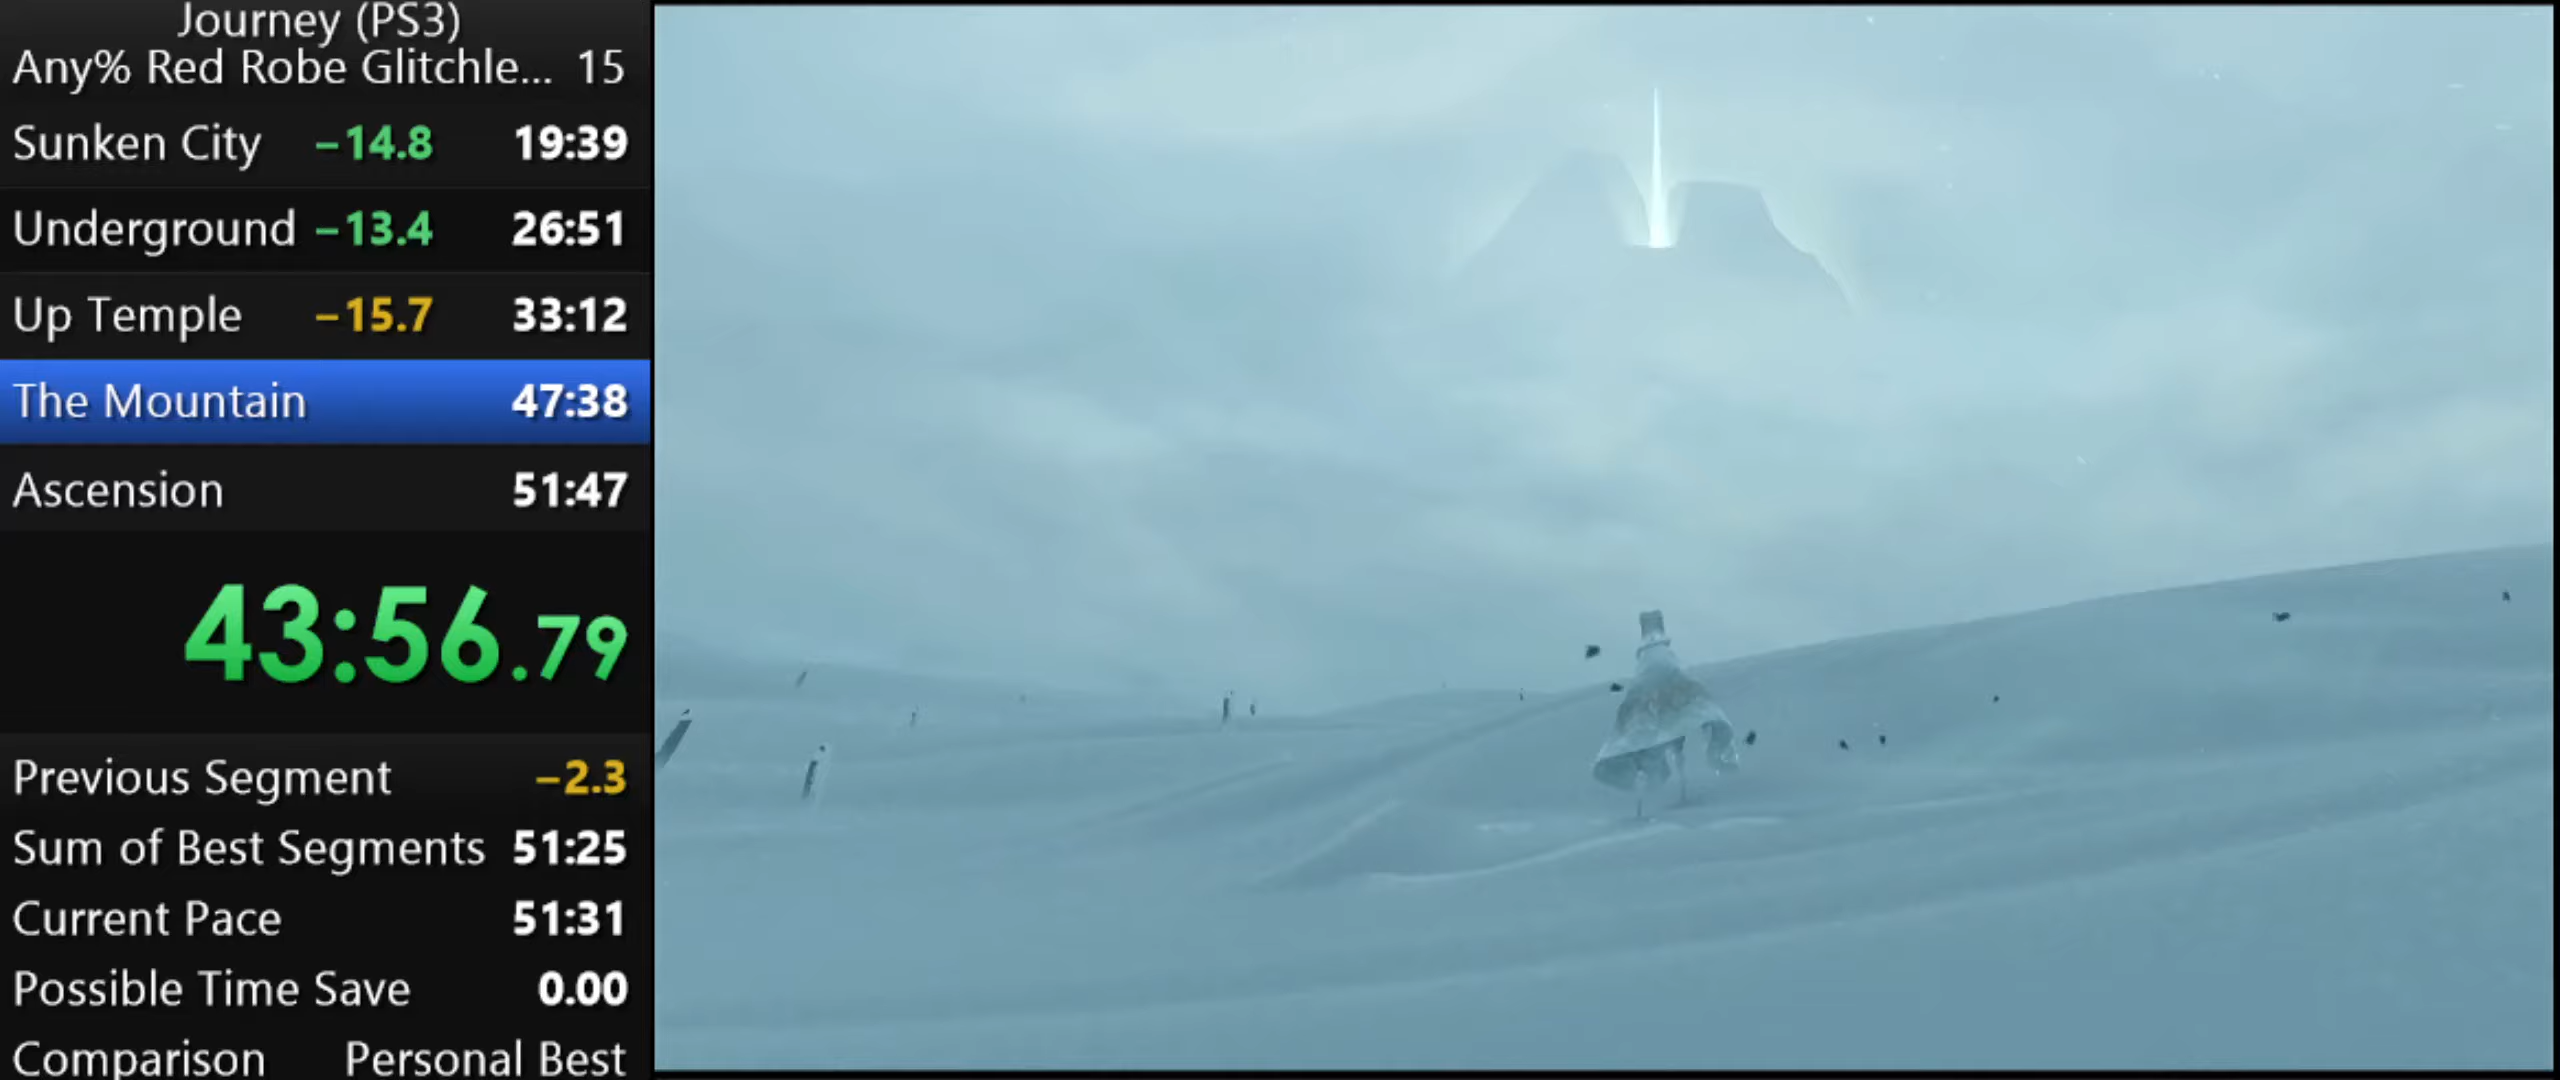 Journey (PS3)
Any% Red Robe Glitchle... 15
Sunken City −14.8 19:39
Underground −13.4 26:51
Up Temple −15.7 33:12
The Mountain 47:38
Ascension 51:47
43:56.79
Previous Segment −2.3
Sum of Best Segments 51:25
Current Pace 51:31
Possible Time Save 0.00
Comparison Personal Best